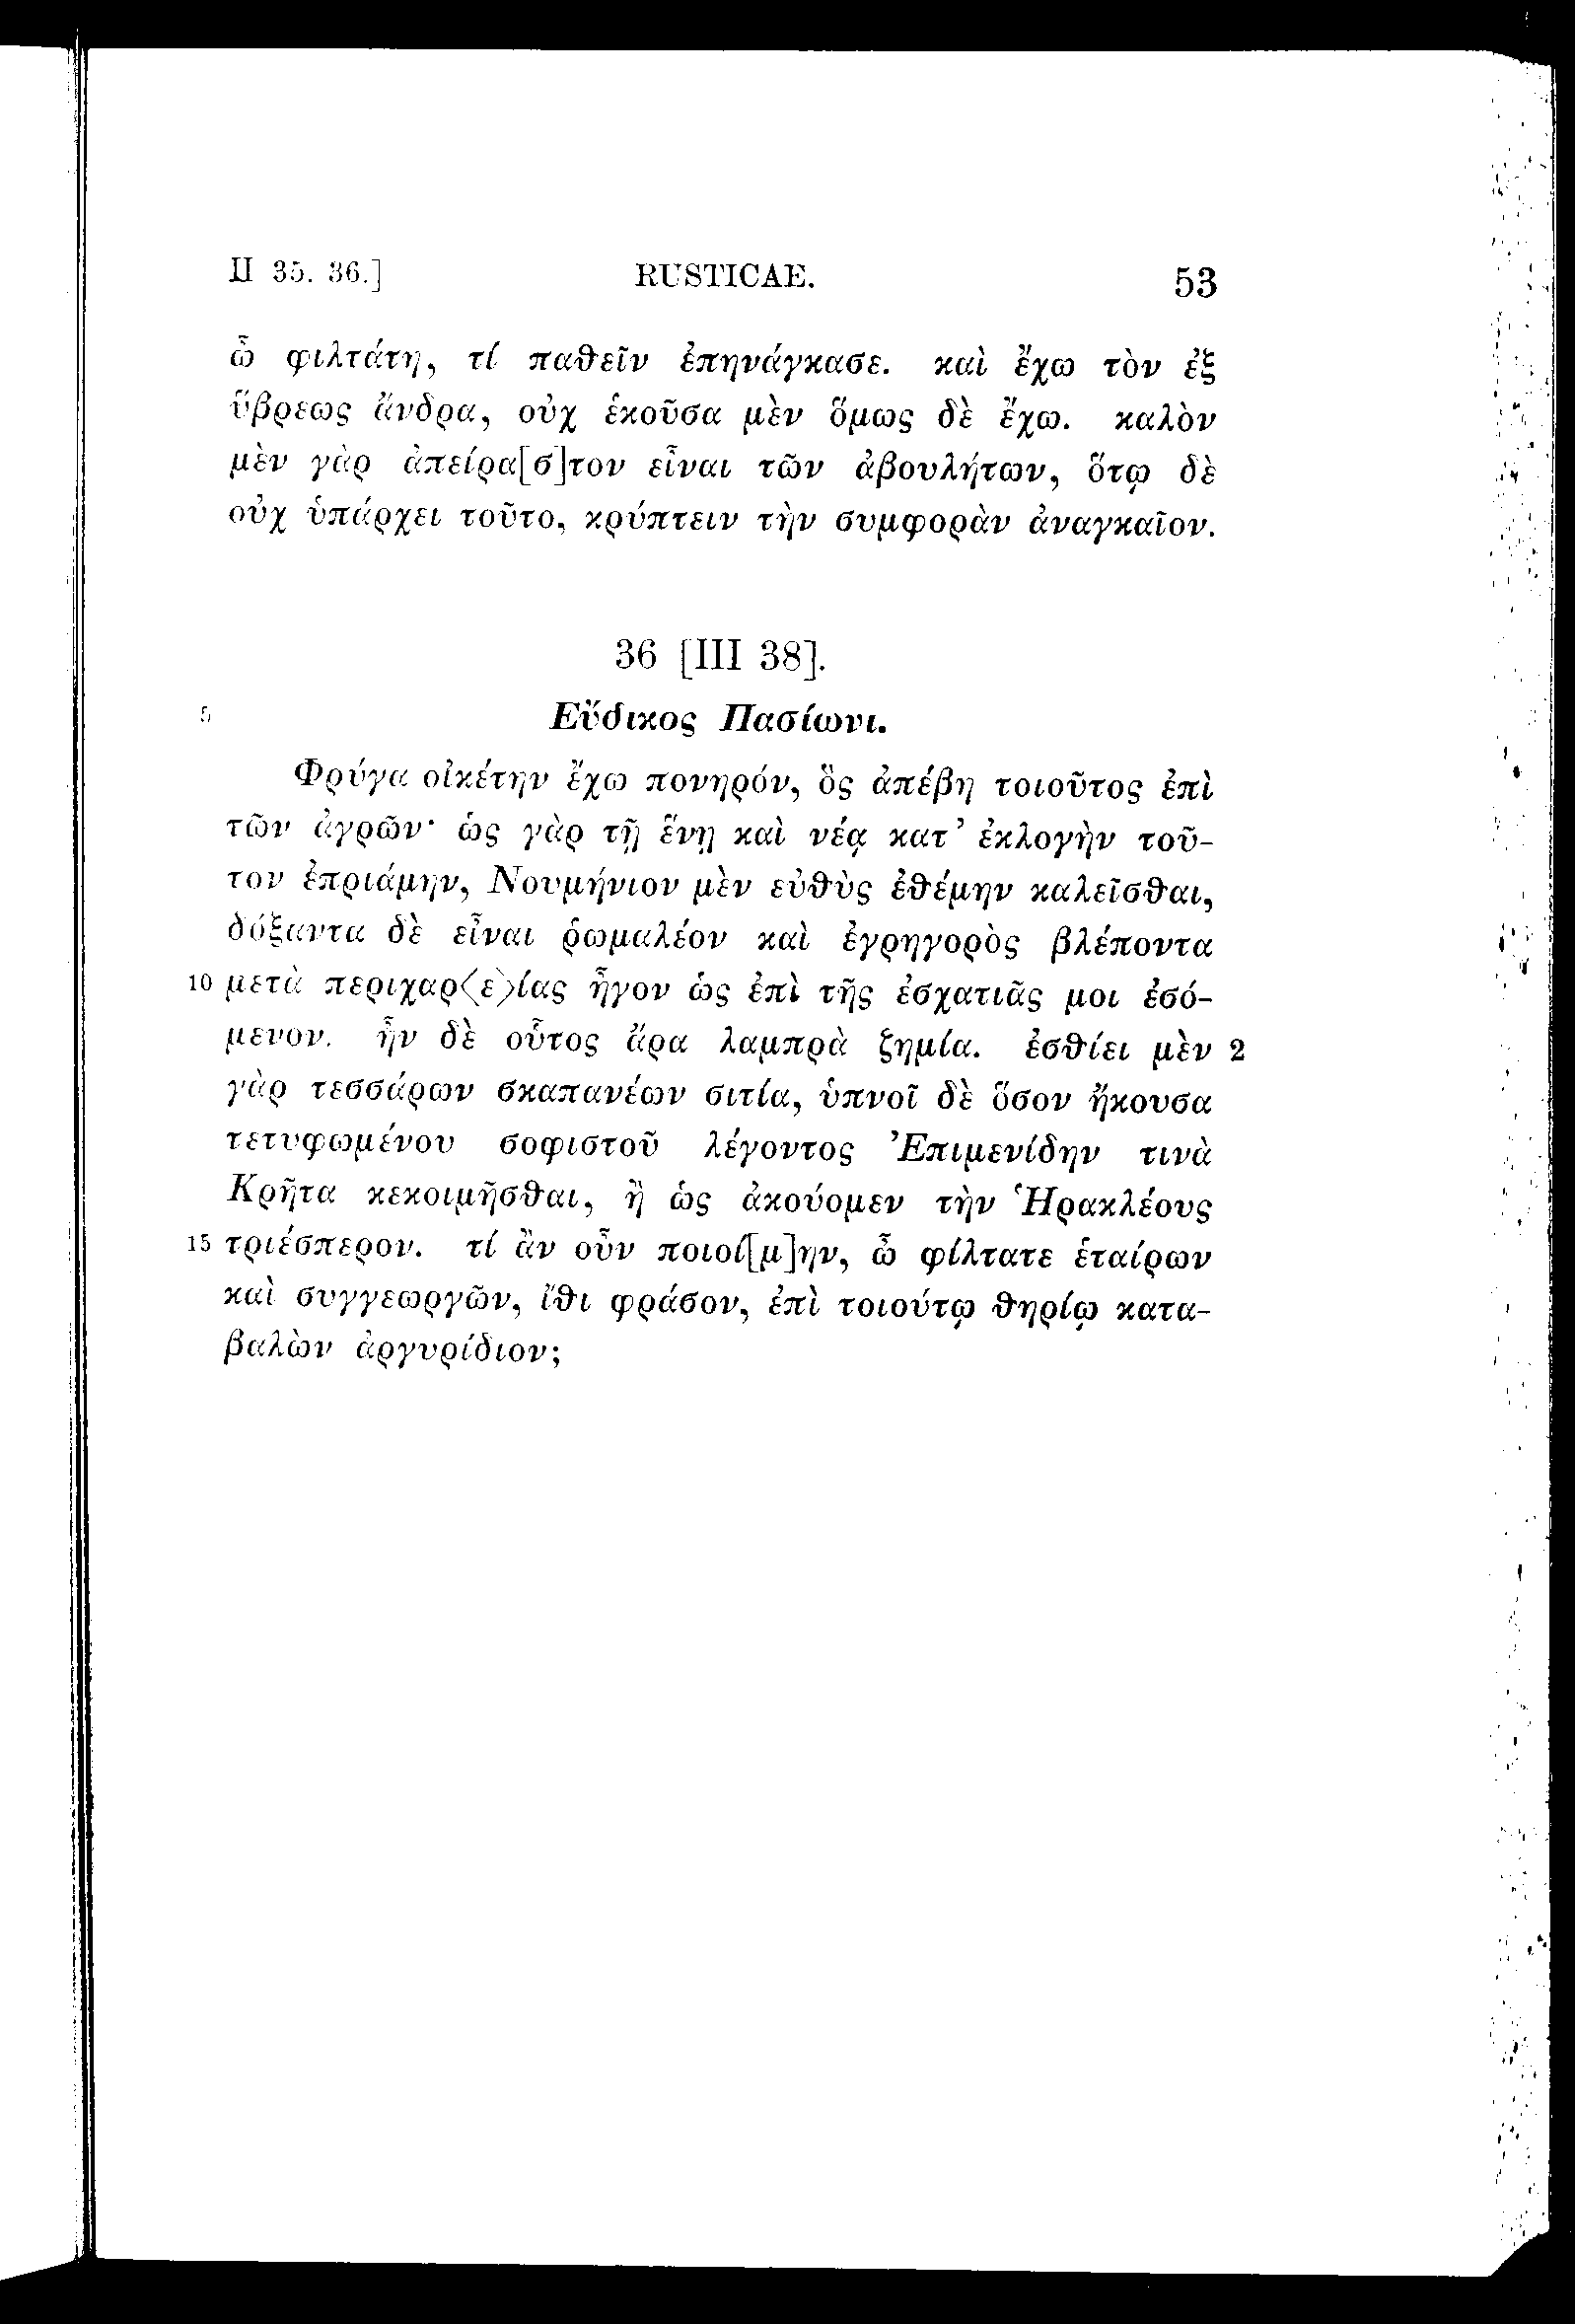 II 35. 36.] RUSTICAE. 53
ὦ φιλτάτη, τί παθεῖν ἐπηνάγκασε. καὶ ἔχω τὸν ἐξ
ὕβρεως ἄνδρα, οὐχ ἑκοῦσα μὲν ὅμως δὲ ἔχω. καλὸν
μὲν γὰρ ἀπείρα[σ]τον εἶναι τῶν ἀβουλήτων, ὅτῳ δὲ
οὐχ ὑπάρχει τοῦτο, κρύπτειν τὴν συμφορὰν ἀναγκαῖον.
36 [III 38].
5 Εὔδικος Πασίωνι.
Φρύγα οἰκέτην ἔχω πονηρόν, ὃς ἀπέβη τοιοῦτος ἐπὶ
τῶν ἀγρῶν· ὡς γὰρ τῇ ἕνῃ καὶ νέᾳ κατ’ ἐκλογὴν τοῦ-
τον ἐπριάμην, Νουμήνιον μὲν εὐθὺς ἐθέμην καλεῖσθαι,
δόξαντα δὲ εἶναι ῥωμαλέον καὶ ἐγρηγορὸς βλέποντα
10 μετὰ περιχαρ⟨ε⟩ίας ἦγον ὡς ἐπὶ τῆς ἐσχατιᾶς μοι ἐσό-
μενον. ἦν δὲ οὗτος ἄρα λαμπρὰ ζημία. ἐσθίει μὲν 2
γὰρ τεσσάρων σκαπανέων σιτία, ὑπνοῖ δὲ ὅσον ἤκουσα
τετυφωμένου σοφιστοῦ λέγοντος Ἐπιμενίδην τινὰ
Κρῆτα κεκοιμῆσθαι, ἢ ὡς ἀκούομεν τὴν Ἡρακλέους
15 τριέσπερον. τί ἂν οὖν ποιοί[μ]ην, ὦ φίλτατε ἑταίρων
καὶ συγγεωργῶν, ἴθι φράσον, ἐπὶ τοιούτῳ θηρίῳ κατα-
βαλὼν ἀργυρίδιον;